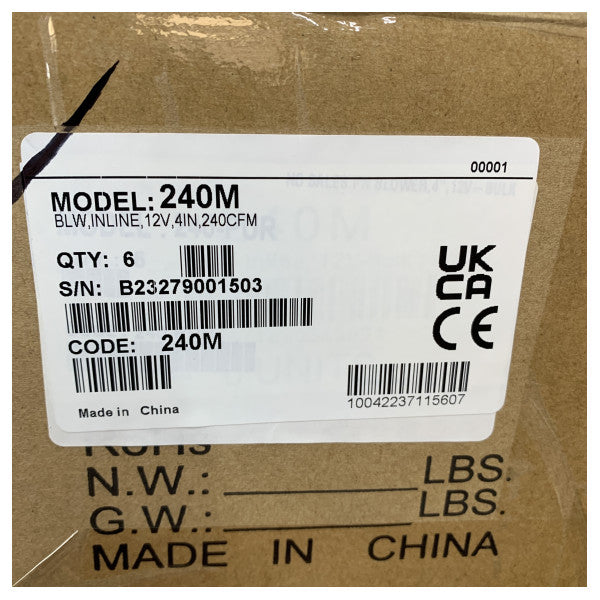 00001
MODEL: 240M
BLW,INLINE,12V,4IN,240CFM
QTY: 6
S/N: B23279001503
UK
CA
CODE: 240M
CE
10042237115607
Made in China
RoHS
N.W.: LBS.
G.W.: LBS.
MADE IN CHINA